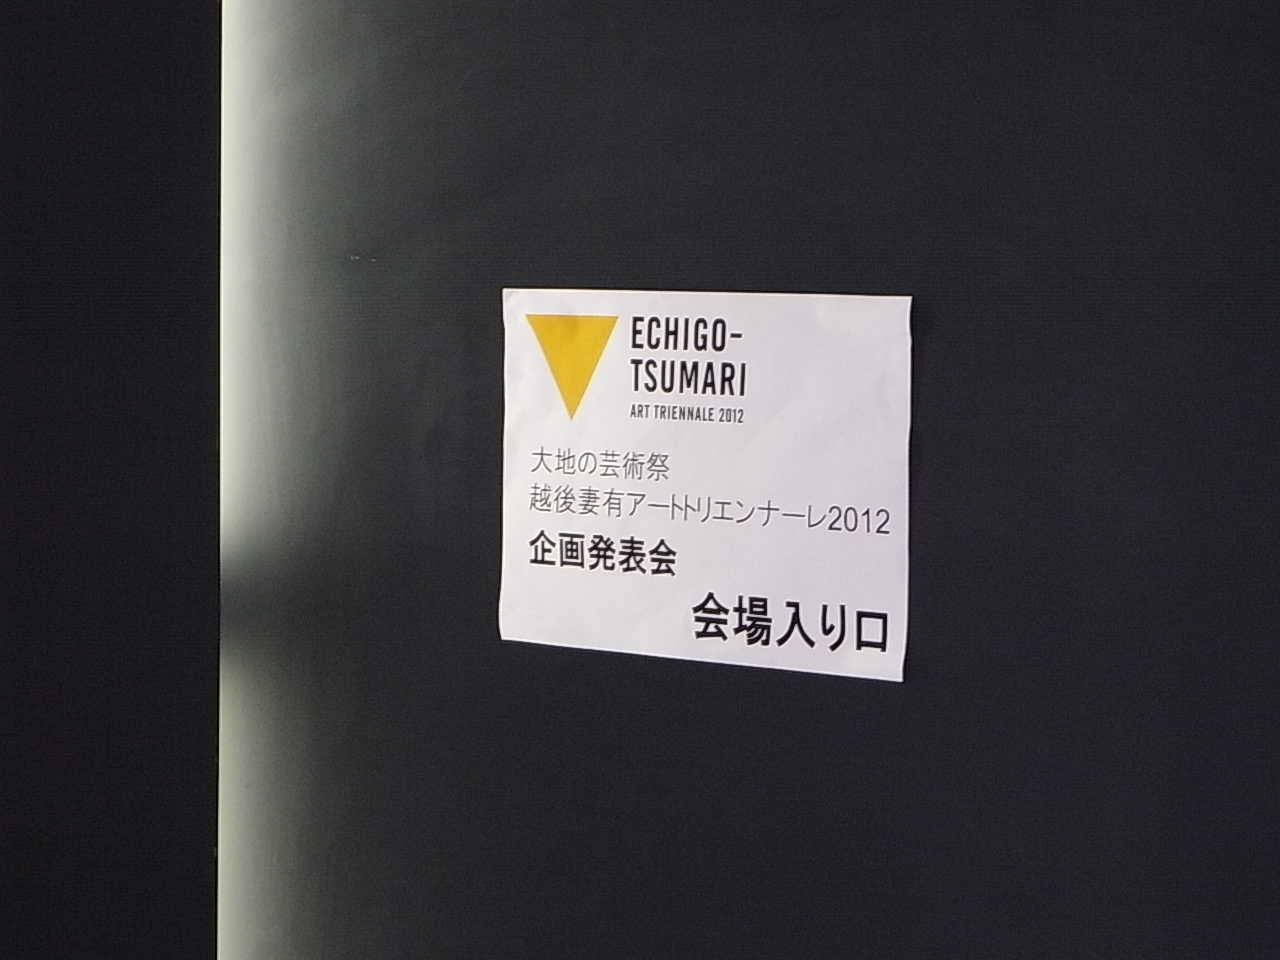 ECHIGO-
TSUMARI
ART TRIENNALE 2012
大地の芸術祭
越後妻有アートトリエンナーレ2012
企画発表会
会場入り口